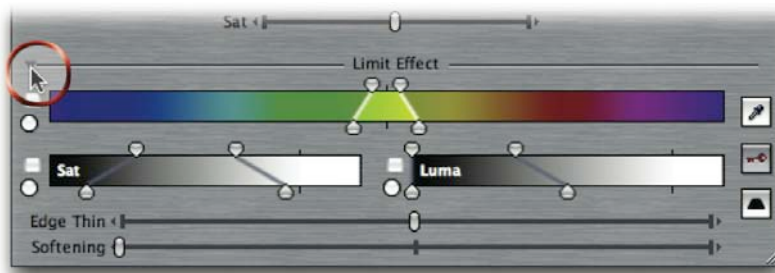 Sat
Limit Effect
Sat
Luma
Edge Thin
Softening